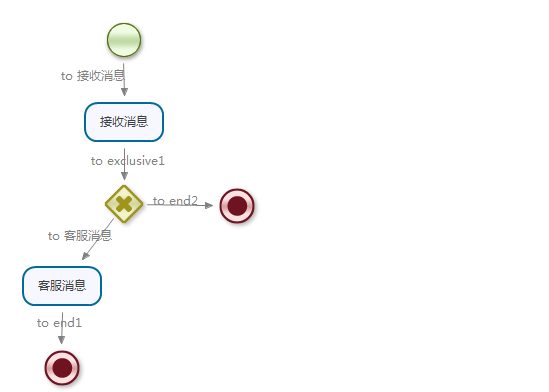 to 接收消息
接收消息
to exclusive1
to end2
to 客服消息
客服消息
to end1